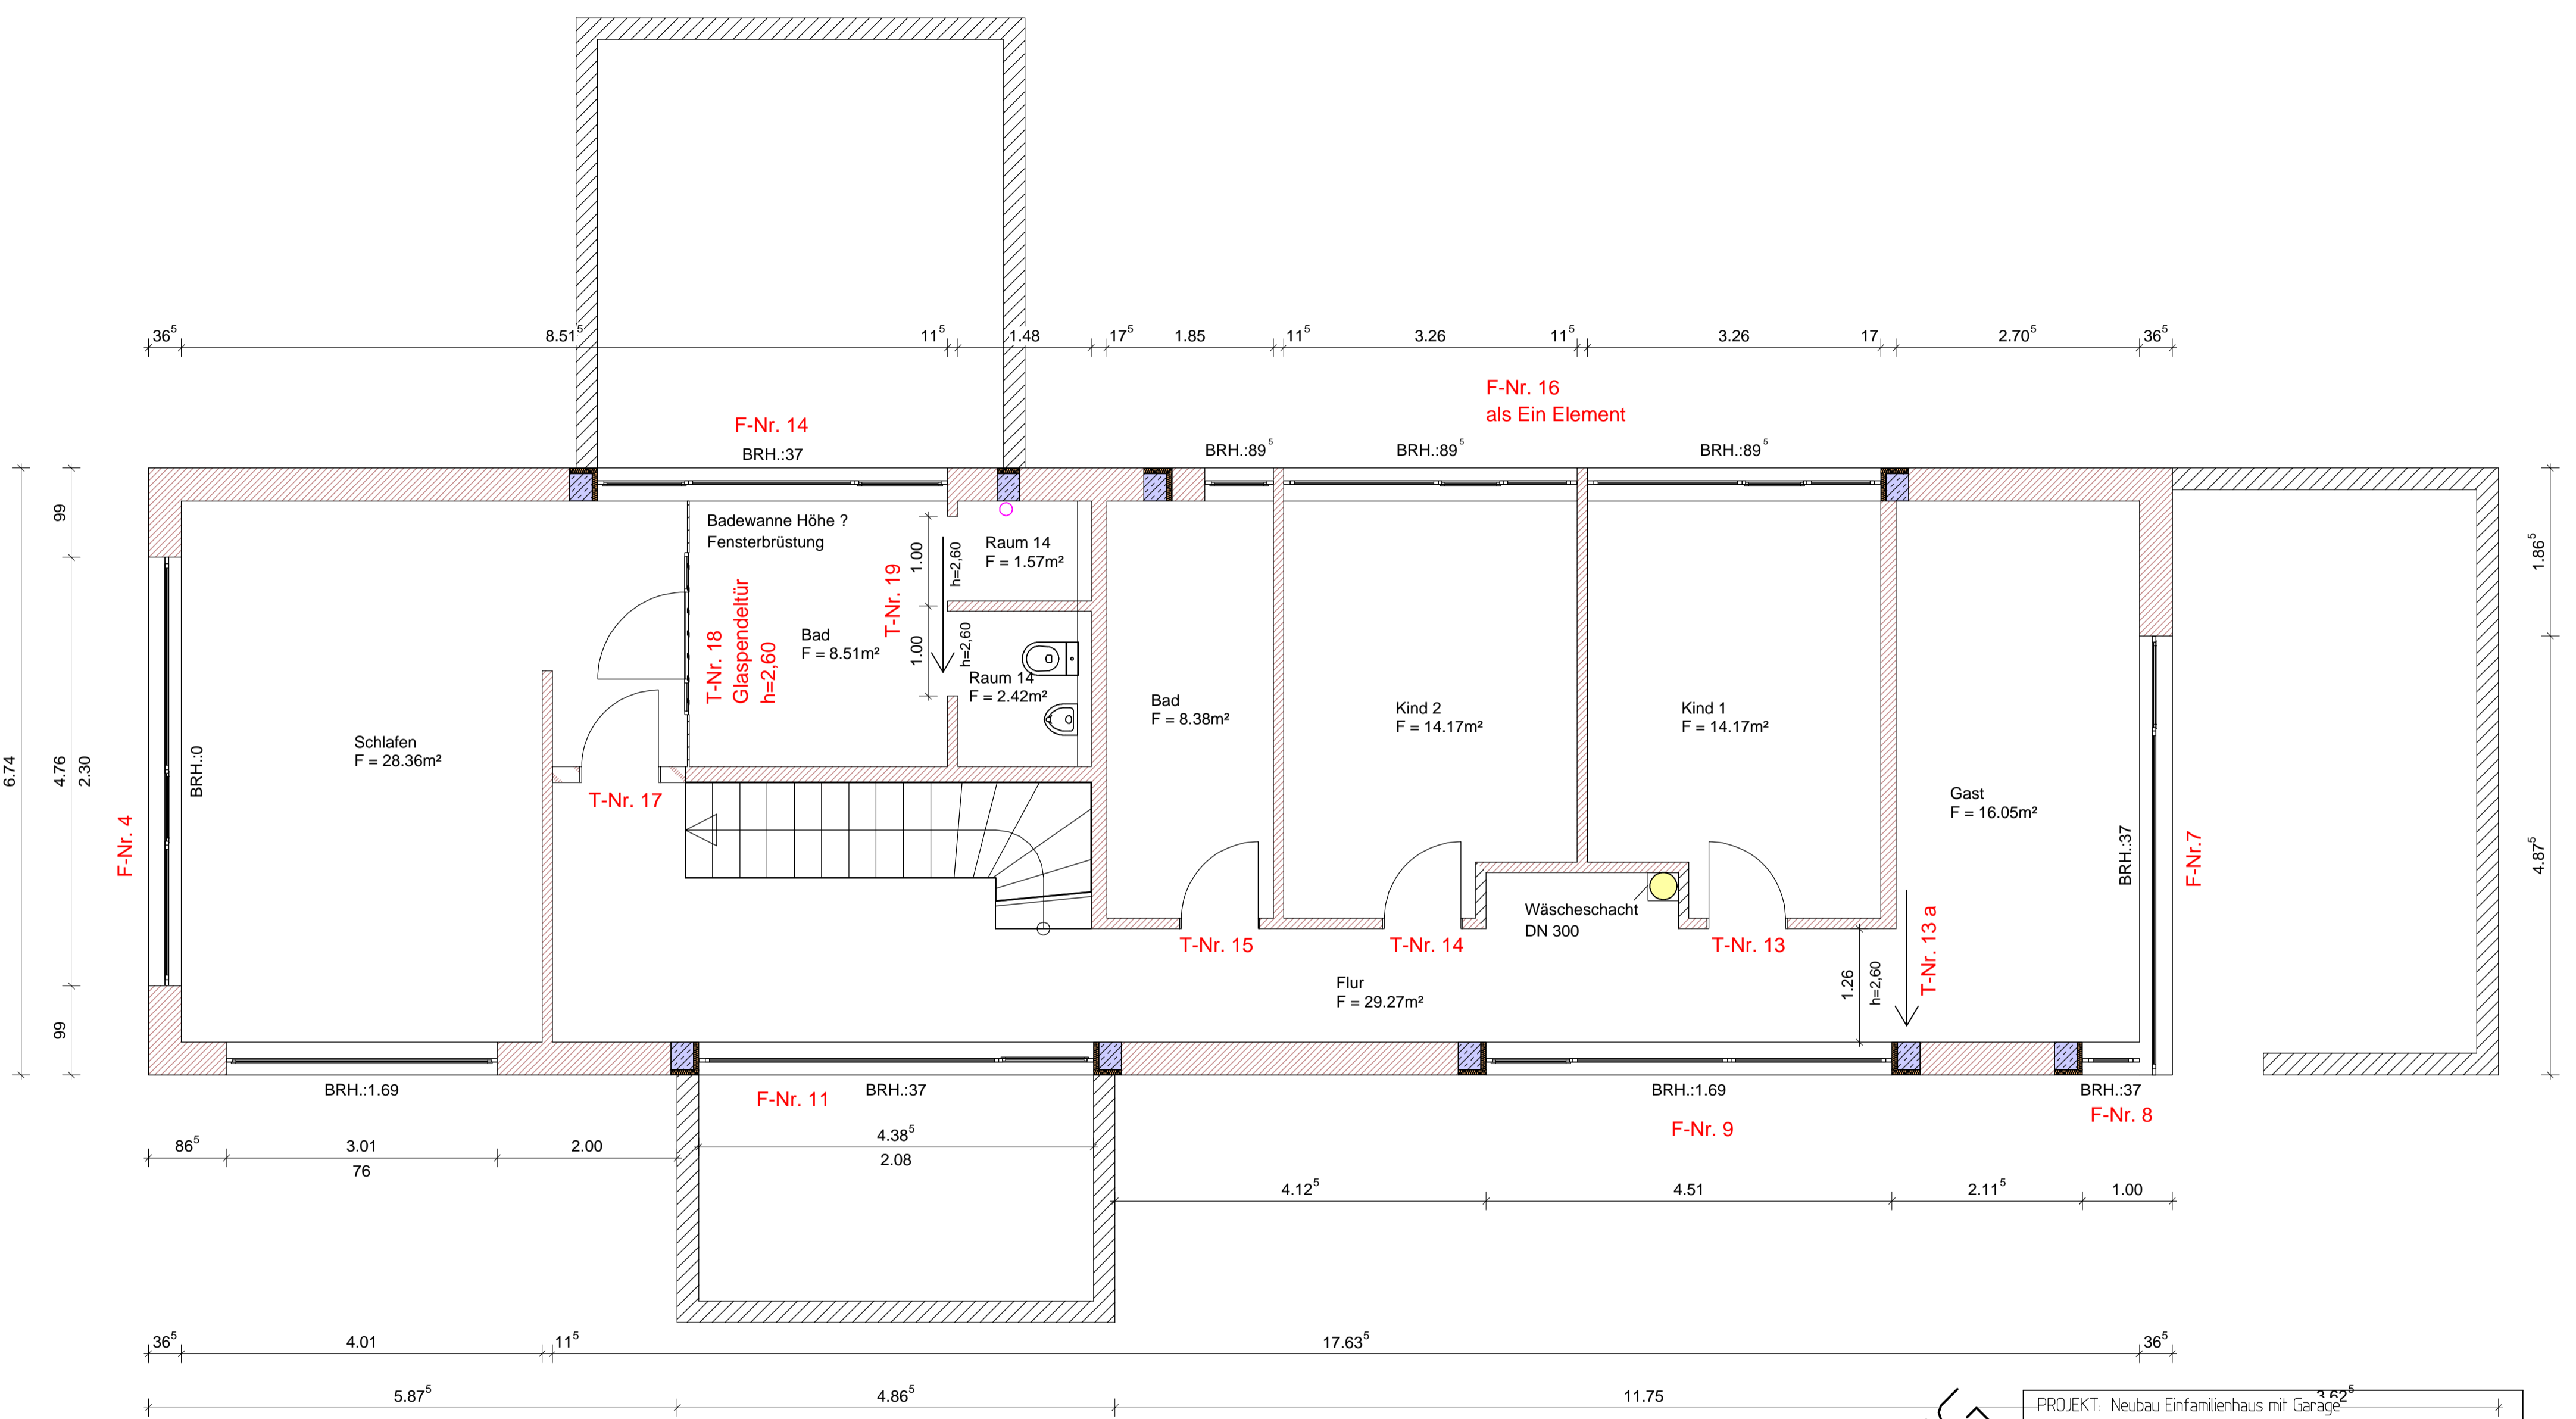 36⁵ 8.51⁵ 11⁵ 1.48 17⁵ 1.85 11⁵ 3.26 11⁵ 3.26 17 2.70⁵ 36⁵
F-Nr. 16
als Ein Element
F-Nr. 14
BRH.:37
BRH.:89⁵
BRH.:89⁵
BRH.:89⁵
6.74
99
4.76
2.30
99
F-Nr. 4
BRH.:0
Schlafen
F = 28.36m²
Badewanne Höhe ?
Fensterbrüstung
T-Nr. 18
Glaspendeltür
h=2,60
Bad
F = 8.51m²
T-Nr. 19
1.00
h=2,60
1.00
h=2,60
Raum 14
F = 1.57m²
Raum 14
F = 2.42m²
T-Nr. 17
Bad
F = 8.38m²
Kind 2
F = 14.17m²
Kind 1
F = 14.17m²
Gast
F = 16.05m²
BRH.:37
F-Nr.7
1.86⁵
4.87⁵
Wäscheschacht
DN 300
T-Nr. 15
T-Nr. 14
T-Nr. 13
T-Nr. 13 a
1.26
h=2,60
Flur
F = 29.27m²
BRH.:1.69
F-Nr. 11
BRH.:37
BRH.:1.69
F-Nr. 9
BRH.:37
F-Nr. 8
86⁵ 3.01 2.00
76
4.38⁵
2.08
4.12⁵ 4.51 2.11⁵ 1.00
36⁵ 4.01 11⁵ 17.63⁵ 36⁵
5.87⁵ 4.86⁵ 11.75 3.62⁵
PROJEKT: Neubau Einfamilienhaus mit Garage